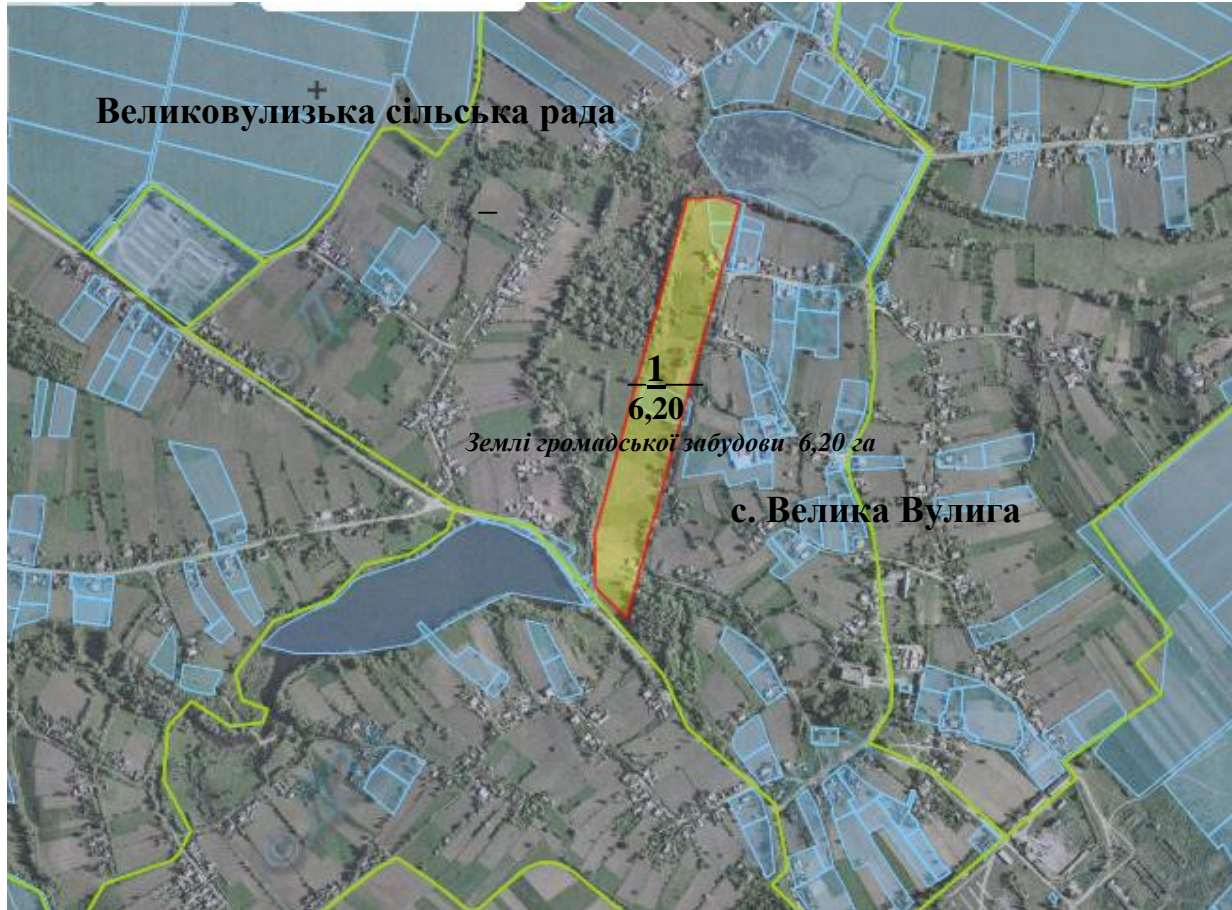 Великовулизька сільська рада
1
6,20
Землі громадської забудови 6,20 га
с. Велика Вулига